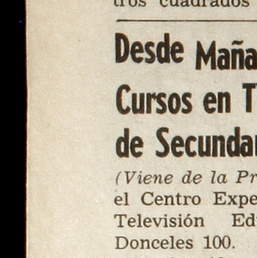 tros cuadrados
Desde Maña
Cursos en T
de Secundar
(Viene de la Pr
el Centro Expe
Televisión Ed
Donceles 100.